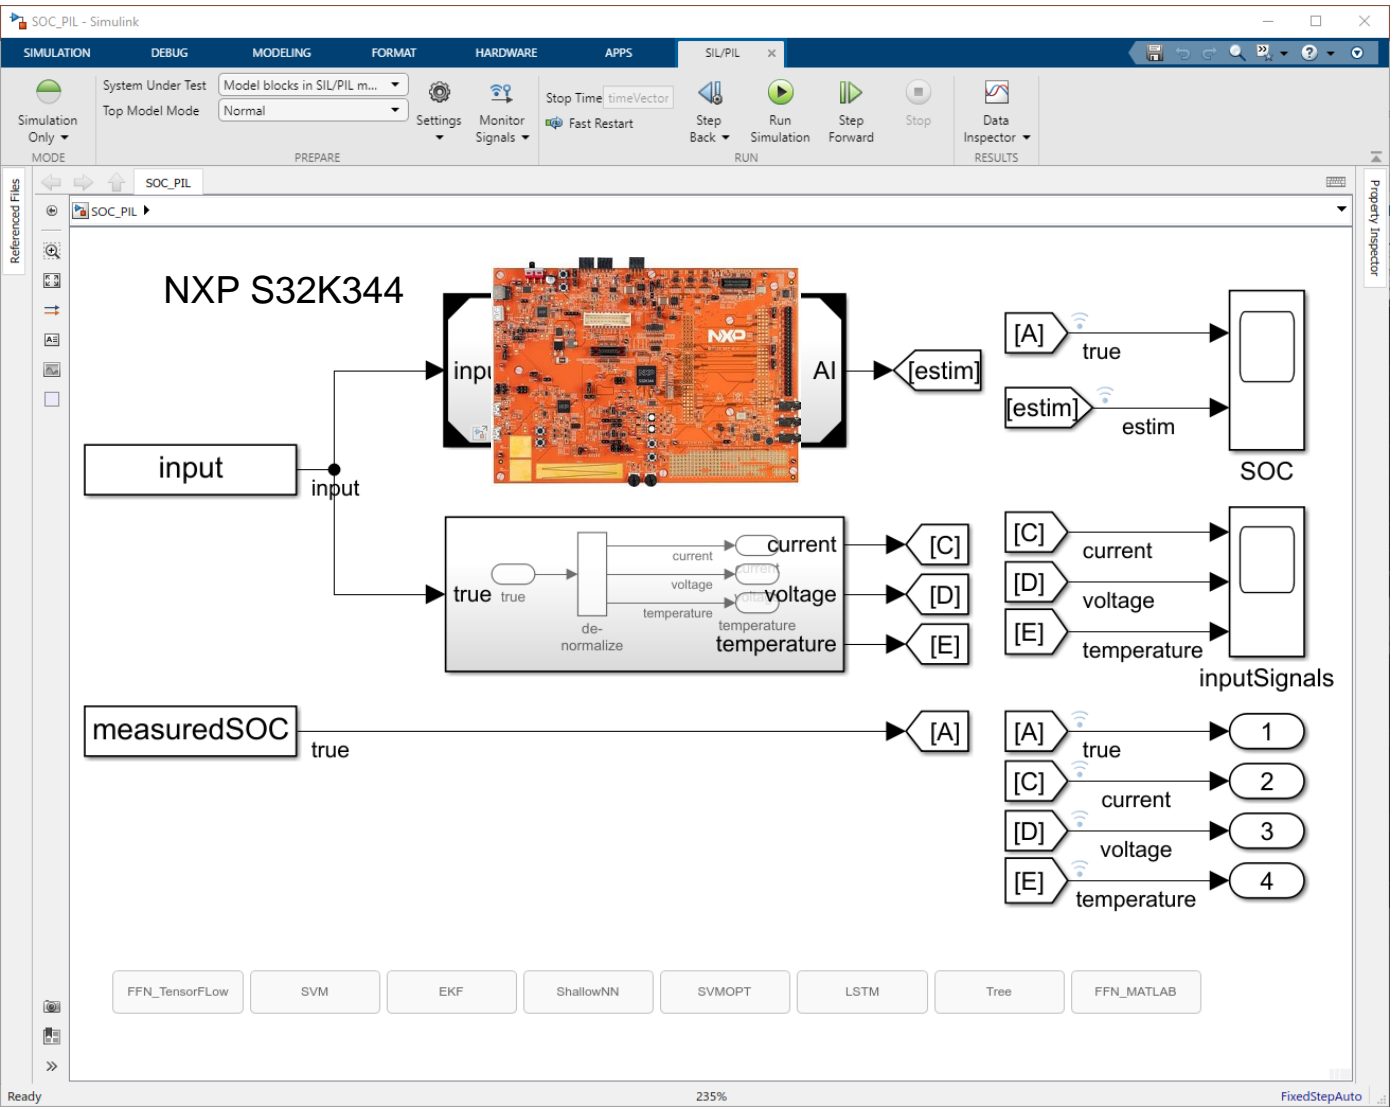 SOC_PIL - Simulink
SIMULATION DEBUG MODELING FORMAT HARDWARE APPS SIL/PIL
Simulation Only
MODE
System Under Test Model blocks in SIL/PIL m...
Top Model Mode Normal
Settings
Monitor Signals
PREPARE
Stop Time timeVector
Fast Restart
Step Back
Run Simulation
Step Forward
Stop
RUN
Data Inspector
RESULTS
Referenced Files
Property Inspector
SOC_PIL
SOC_PIL
NXP S32K344
inpu
NXP
AI
[estim]
[A]
true
[estim]
estim
SOC
input
input
true
true
de-
normalize
current
voltage
temperature
current
voltage
temperature
current
voltage
temperature
[C]
[D]
[E]
[C]
current
[D]
voltage
[E]
temperature
inputSignals
measuredSOC
true
[A]
[A]
true
1
[C]
current
2
[D]
voltage
3
[E]
temperature
4
FFN_TensorFLow SVM EKF ShallowNN SVMOPT LSTM Tree FFN_MATLAB
Ready 235% FixedStepAuto